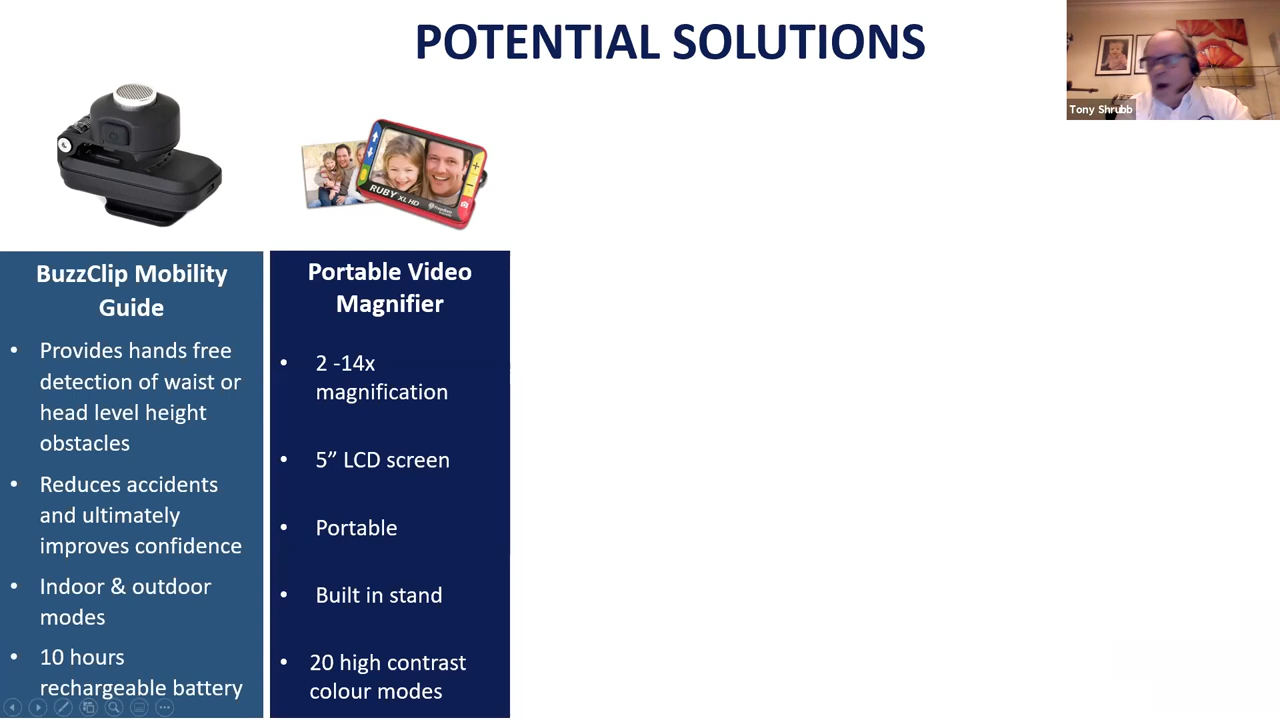 POTENTIAL SOLUTIONS
Tony Shrubb
RUBY XL HD
BuzzClip Mobility
Guide
• Provides hands free
detection of waist or
head level height
obstacles
• Reduces accidents
and ultimately
improves confidence
• Indoor & outdoor
modes
• 10 hours
rechargeable battery
Portable Video
Magnifier
• 2 -14x
magnification
• 5” LCD screen
• Portable
• Built in stand
• 20 high contrast
colour modes